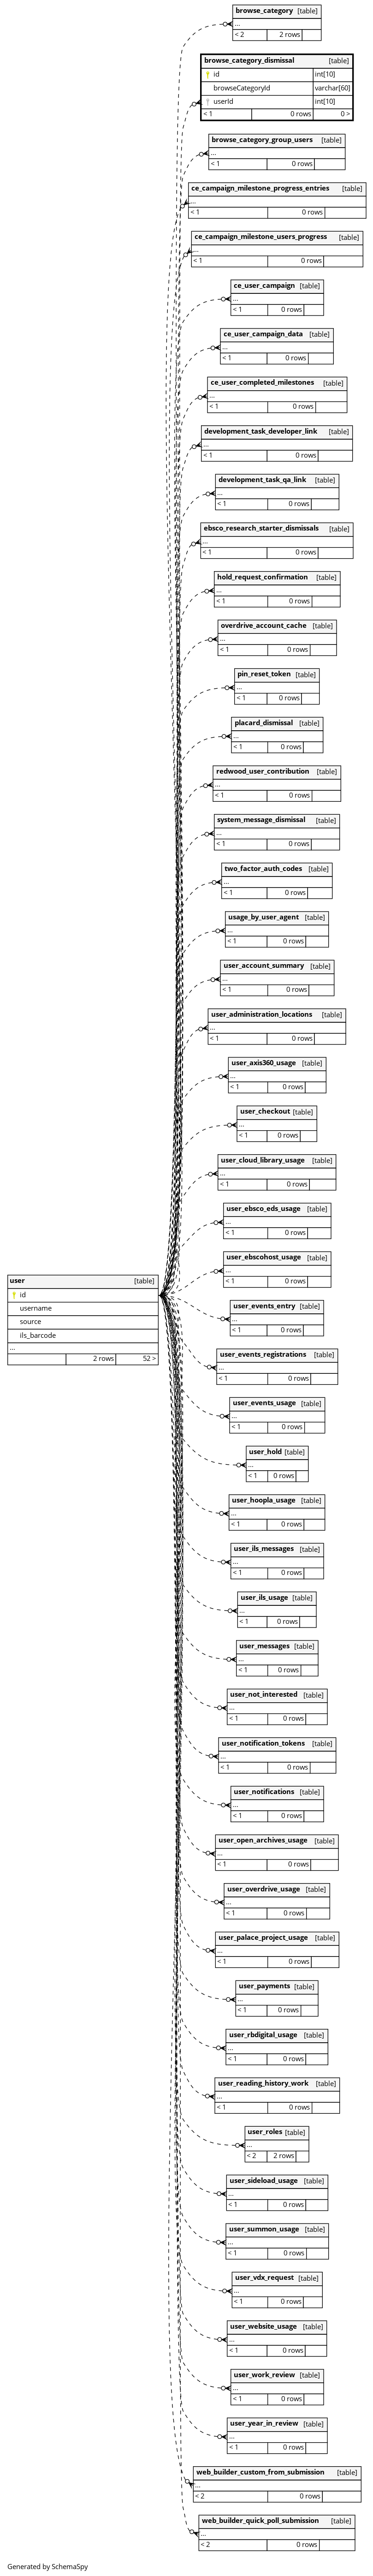 browse_category [table]
...
< 2 2 rows
browse_category_dismissal [table]
id int[10]
browseCategoryId varchar[60]
userId int[10]
< 1 0 rows 0 >
browse_category_group_users [table]
...
< 1 0 rows
ce_campaign_milestone_progress_entries [table]
...
< 1 0 rows
ce_campaign_milestone_users_progress [table]
...
< 1 0 rows
ce_user_campaign [table]
...
< 1 0 rows
ce_user_campaign_data [table]
...
< 1 0 rows
ce_user_completed_milestones [table]
...
< 1 0 rows
development_task_developer_link [table]
...
< 1 0 rows
development_task_qa_link [table]
...
< 1 0 rows
ebsco_research_starter_dismissals [table]
...
< 1 0 rows
hold_request_confirmation [table]
...
< 1 0 rows
overdrive_account_cache [table]
...
< 1 0 rows
pin_reset_token [table]
...
< 1 0 rows
placard_dismissal [table]
...
< 1 0 rows
redwood_user_contribution [table]
...
< 1 0 rows
system_message_dismissal [table]
...
< 1 0 rows
two_factor_auth_codes [table]
...
< 1 0 rows
usage_by_user_agent [table]
...
< 1 0 rows
user_account_summary [table]
...
< 1 0 rows
user_administration_locations [table]
...
< 1 0 rows
user_axis360_usage [table]
...
< 1 0 rows
user_checkout [table]
...
< 1 0 rows
user_cloud_library_usage [table]
...
< 1 0 rows
user_ebsco_eds_usage [table]
...
< 1 0 rows
user_ebscohost_usage [table]
...
< 1 0 rows
user [table]
id
username
source
ils_barcode
...
2 rows 52 >
user_events_entry [table]
...
< 1 0 rows
user_events_registrations [table]
...
< 1 0 rows
user_events_usage [table]
...
< 1 0 rows
user_hold [table]
...
< 1 0 rows
user_hoopla_usage [table]
...
< 1 0 rows
user_ils_messages [table]
...
< 1 0 rows
user_ils_usage [table]
...
< 1 0 rows
user_messages [table]
...
< 1 0 rows
user_not_interested [table]
...
< 1 0 rows
user_notification_tokens [table]
...
< 1 0 rows
user_notifications [table]
...
< 1 0 rows
user_open_archives_usage [table]
...
< 1 0 rows
user_overdrive_usage [table]
...
< 1 0 rows
user_palace_project_usage [table]
...
< 1 0 rows
user_payments [table]
...
< 1 0 rows
user_rbdigital_usage [table]
...
< 1 0 rows
user_reading_history_work [table]
...
< 1 0 rows
user_roles [table]
...
< 2 2 rows
user_sideload_usage [table]
...
< 1 0 rows
user_summon_usage [table]
...
< 1 0 rows
user_vdx_request [table]
...
< 1 0 rows
user_website_usage [table]
...
< 1 0 rows
user_work_review [table]
...
< 1 0 rows
user_year_in_review [table]
...
< 1 0 rows
web_builder_custom_from_submission [table]
...
< 2 0 rows
web_builder_quick_poll_submission [table]
...
< 2 0 rows
Generated by SchemaSpy